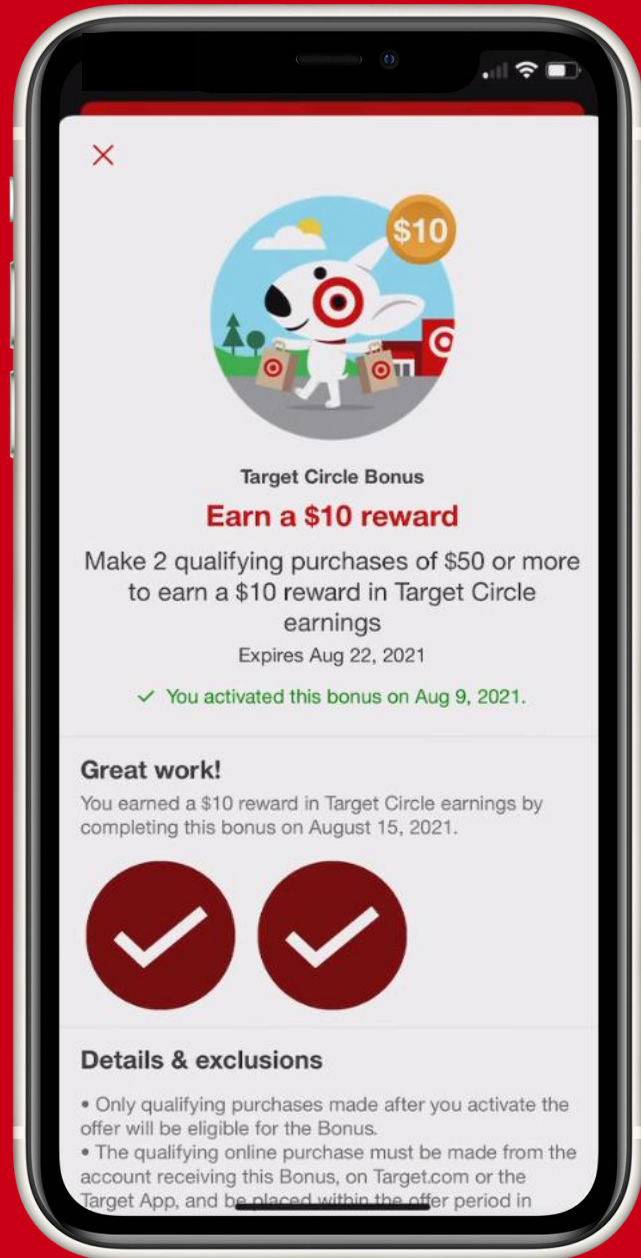 $10
Target Circle Bonus
Earn a $10 reward
Make 2 qualifying purchases of $50 or more
to earn a $10 reward in Target Circle
earnings
Expires Aug 22, 2021
You activated this bonus on Aug 9, 2021.
Great work!
You earned a $10 reward in Target Circle earnings by
completing this bonus on August 15, 2021.
Details & exclusions
• Only qualifying purchases made after you activate the
offer will be eligible for the Bonus.
• The qualifying online purchase must be made from the
account receiving this Bonus, on Target.com or the
Target App, and be placed within the offer period in